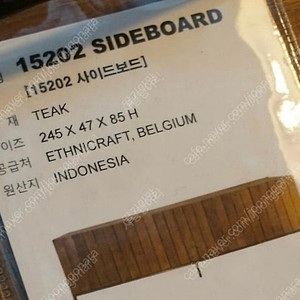 15202 SIDEBOARD
[15202 사이드보드]
재 TEAK
이즈 245 X 47 X 85 H
공급처 ETHNICRAFT, BELGIUM
원산지 INDONESIA